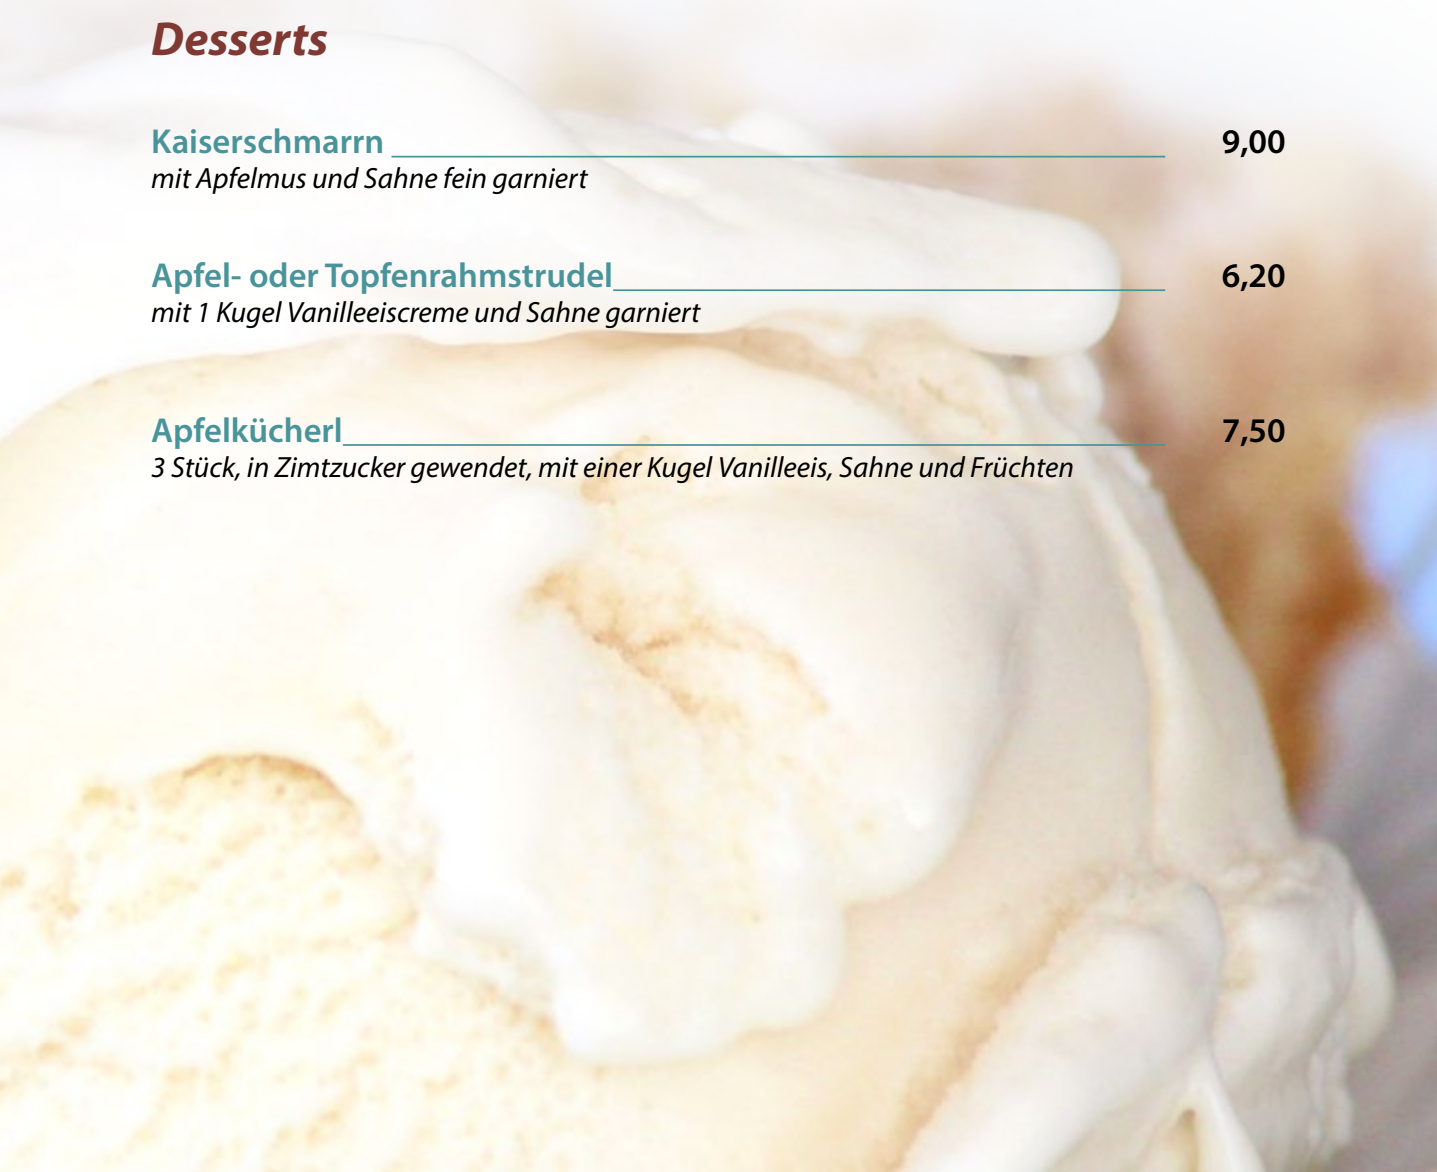 Desserts
Kaiserschmarrn 9,00
mit Apfelmus und Sahne fein garniert
Apfel- oder Topfenrahmstrudel 6,20
mit 1 Kugel Vanilleeiscreme und Sahne garniert
Apfelkücherl 7,50
3 Stück, in Zimtzucker gewendet, mit einer Kugel Vanilleeis, Sahne und Früchten